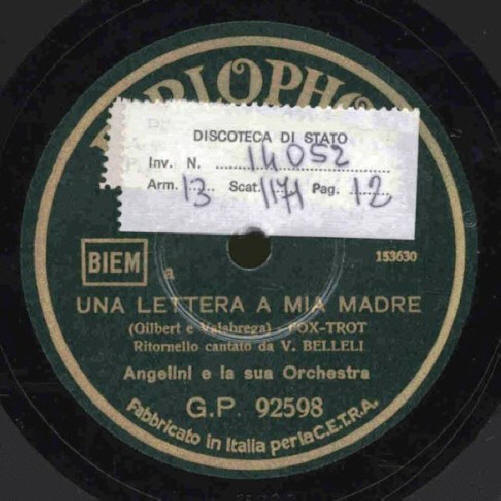 DISCOTECA DI STATO
Inv. N. 14052
Arm. 13 Scat. 1171 Pag. 12
153630
BIEM a
UNA LETTERA A MIA MADRE
(Gilbert e Valabrega) - FOX-TROT
Ritornello cantato da V. BELLELI
Angelini e la sua Orchestra
G.P. 92598
Fabbricato in Italia per la C.E.T.R.A.